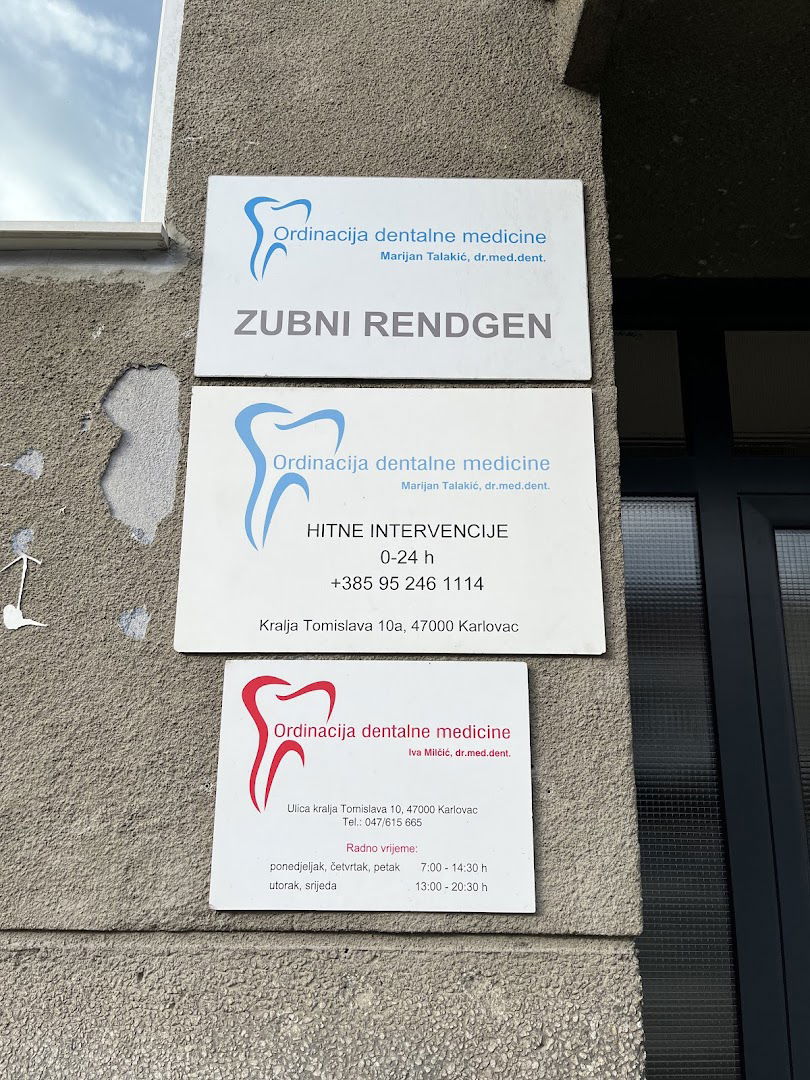 Ordinacija dentalne medicine
Marijan Talakić, dr.med.dent.
ZUBNI RENDGEN
Ordinacija dentalne medicine
Marijan Talakić, dr.med.dent.
HITNE INTERVENCIJE
0-24 h
+385 95 246 1114
Kralja Tomislava 10a, 47000 Karlovac
Ordinacija dentalne medicine
Iva Milčić, dr.med.dent.
Ulica kralja Tomislava 10, 47000 Karlovac
Tel.: 047/615 665
Radno vrijeme:
ponedjeljak, četvrtak, petak 7:00 - 14:30 h
utorak, srijeda 13:00 - 20:30 h